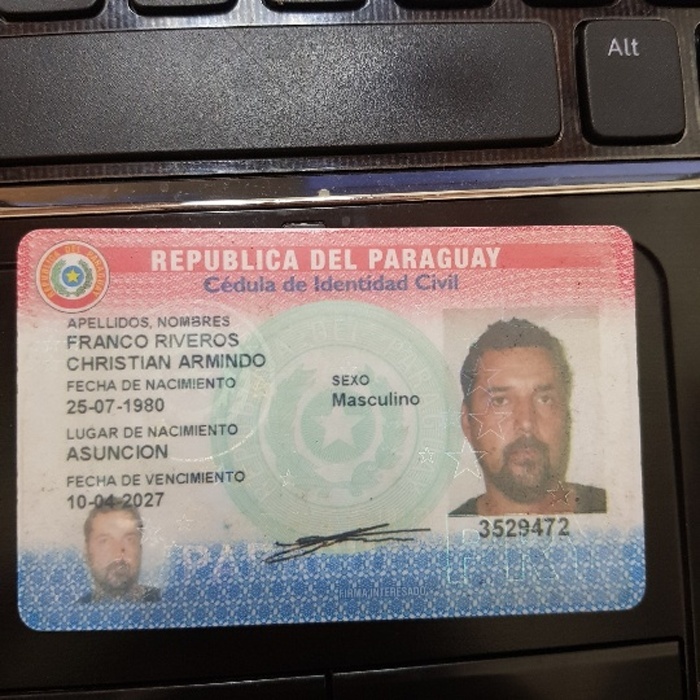 Alt
REPUBLICA DEL PARAGUAY
Cédula de Identidad Civil
APELLIDOS, NOMBRES
FRANCO RIVEROS
CHRISTIAN ARMINDO
FECHA DE NACIMIENTO
25-07-1980
SEXO
Masculino
LUGAR DE NACIMIENTO
ASUNCION
FECHA DE VENCIMIENTO
10-04-2027
3529472
FIRMA INTERESADO